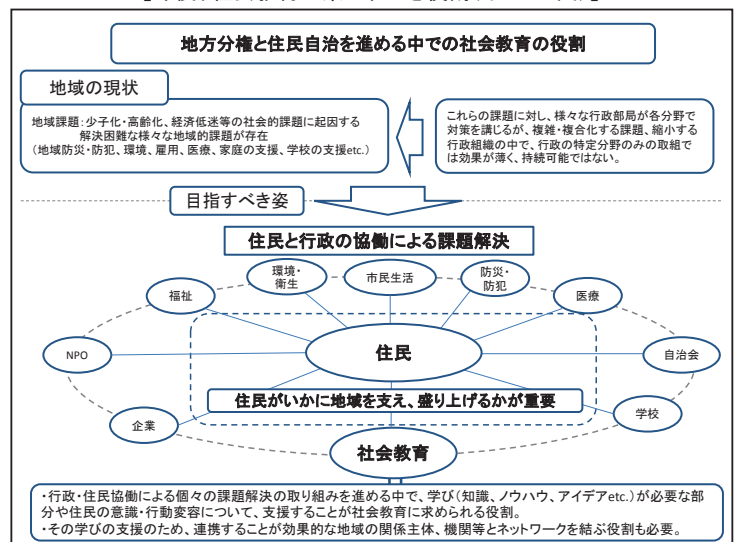 地方分権と住民自治を進める中での社会教育の役割
地域の現状
地域課題：少子化・高齢化、経済低迷等の社会的課題に起因する
解決困難な様々な地域的課題が存在
（地域防災・防犯、環境、雇用、医療、家庭の支援、学校の支援etc.）
これらの課題に対し、様々な行政部局が各分野で
対策を講じるが、複雑・複合化する課題、縮小する
行政組織の中で、行政の特定分野のみの取組で
は効果が薄く、持続可能ではない。
目指すべき姿
住民と行政の協働による課題解決
環境・
衛生
市民生活
防災・
防犯
福祉
医療
NPO
住民
自治会
住民がいかに地域を支え、盛り上げるかが重要
企業
学校
社会教育
・行政・住民協働による個々の課題解決の取り組みを進める中で、学び（知識、ノウハウ、アイデアetc.）が必要な部
分や住民の意識・行動変容について、支援することが社会教育に求められる役割。
・その学びの支援のため、連携することが効果的な地域の関係主体、機関等とネットワークを結ぶ役割も必要。